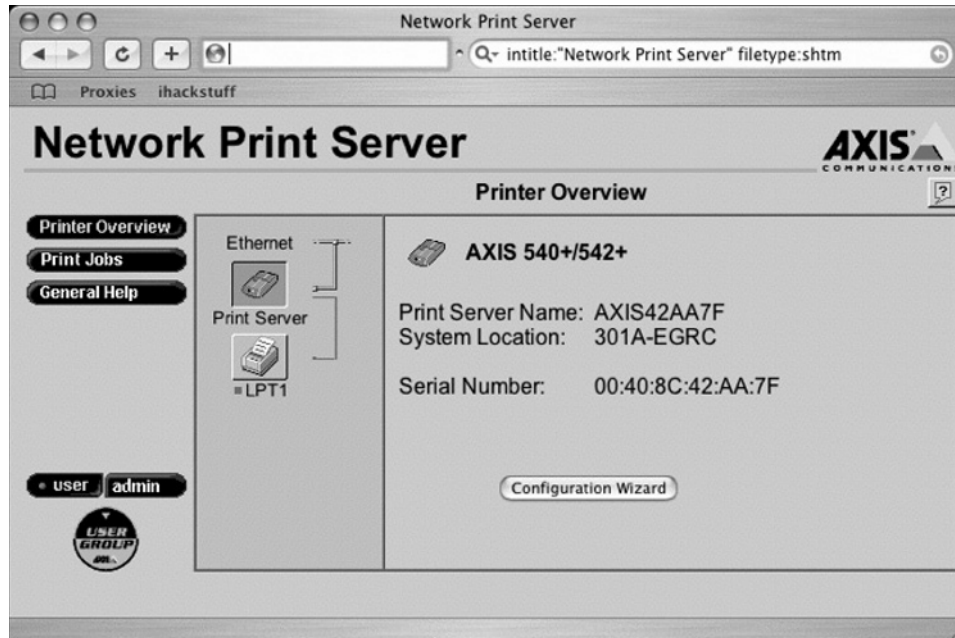 Network Print Server
intitle:"Network Print Server" filetype:shtm
Proxies ihackstuff
Network Print Server
AXIS
COMMUNICATION
Printer Overview
?
Printer Overview
Print Jobs
General Help
Ethernet
Print Server
LPT1
AXIS 540+/542+
Print Server Name: AXIS42AA7F
System Location: 301A-EGRC
Serial Number: 00:40:8C:42:AA:7F
Configuration Wizard
user admin
USER
GROUP